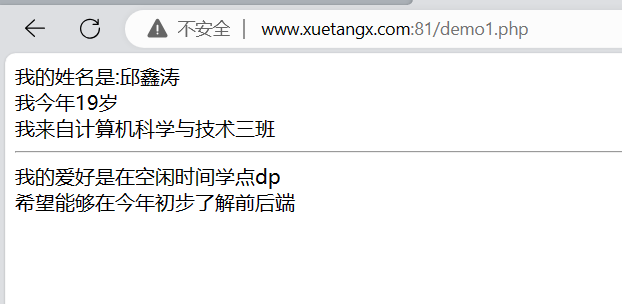 不安全 | www.xuetangx.com:81/demo1.php
我的姓名是:邱鑫涛
我今年19岁
我来自计算机科学与技术三班
我的爱好是在空闲时间学点dp
希望能够在今年初步了解前后端